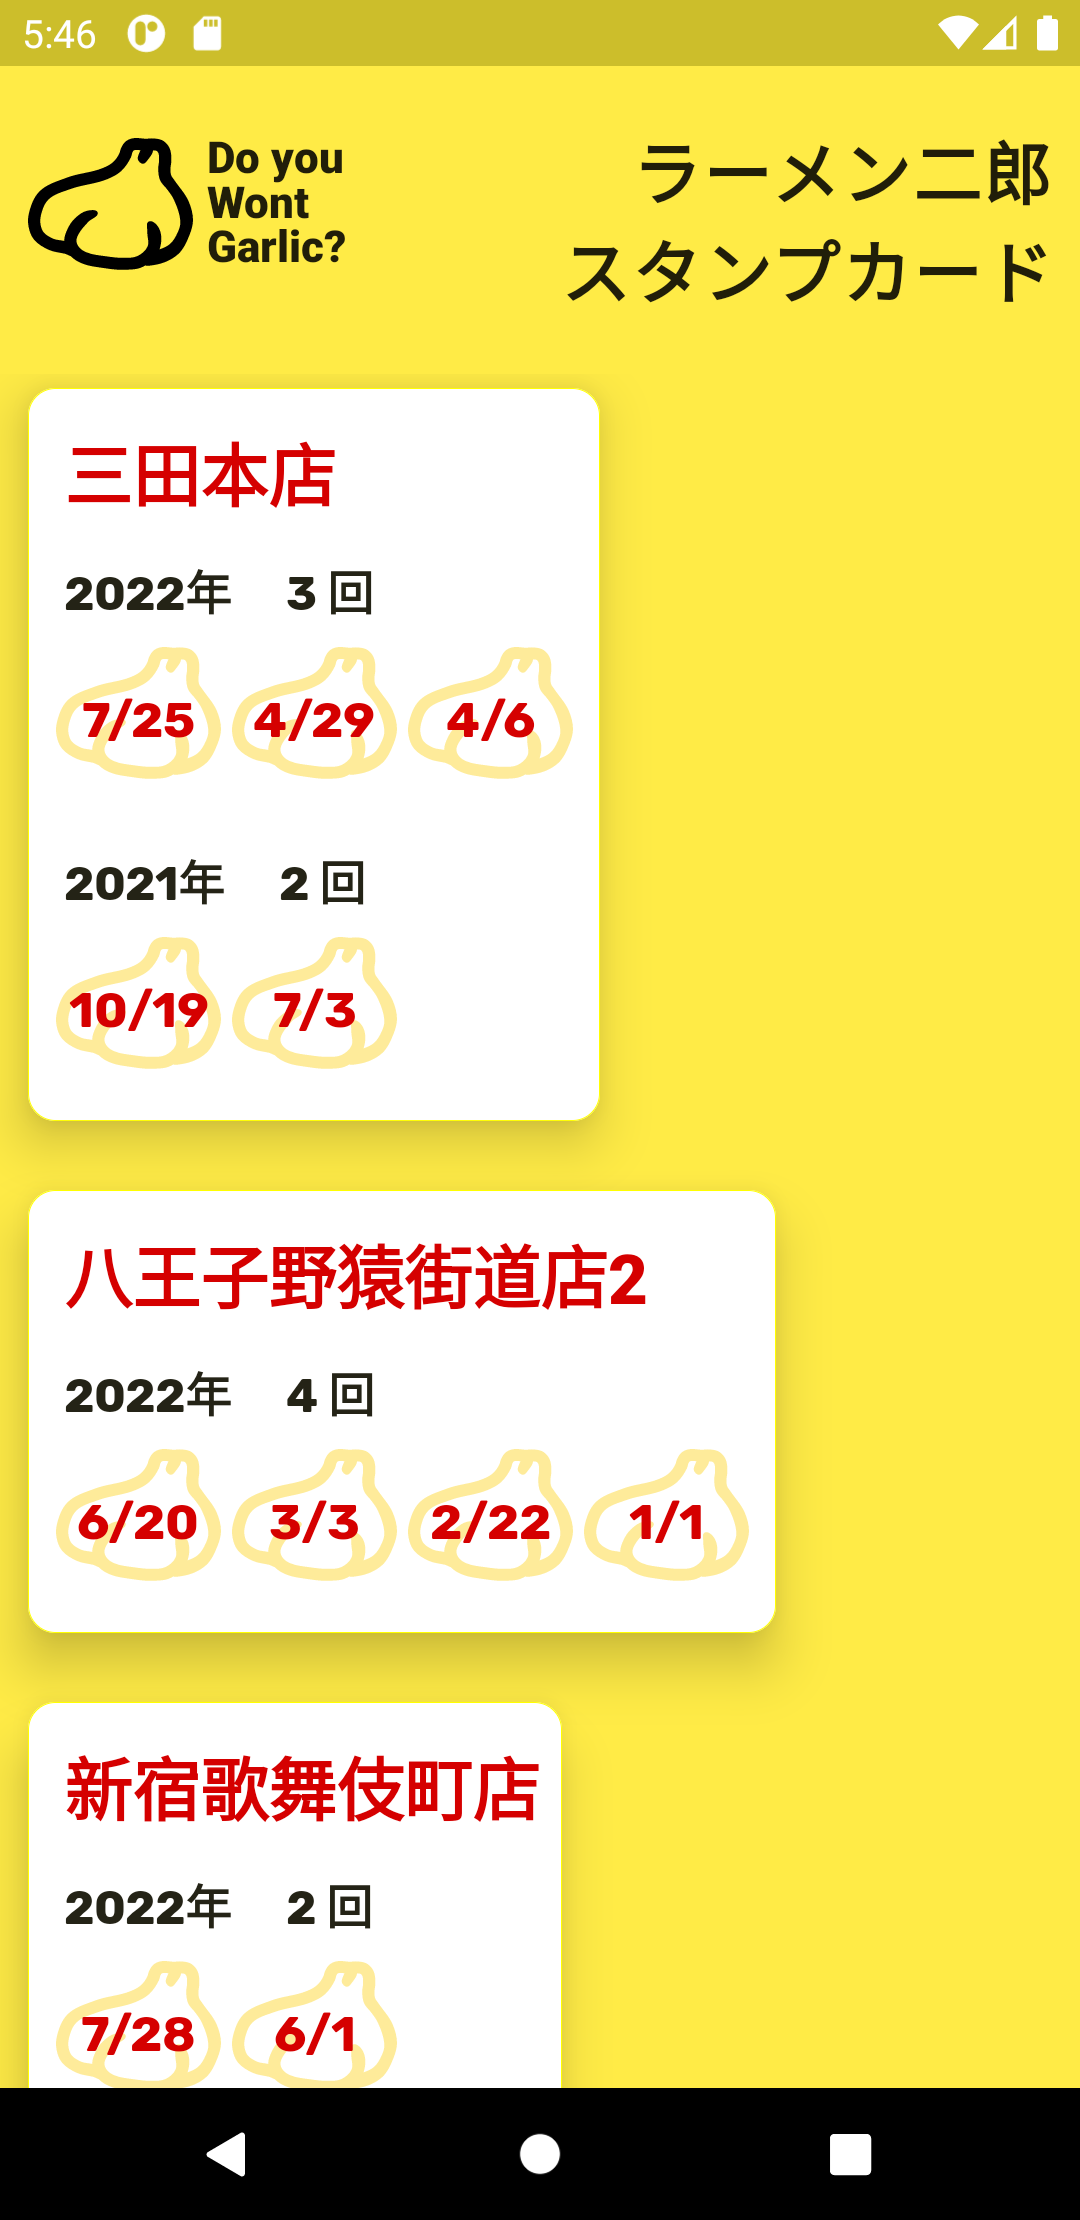 5:46
Do you
Wont
Garlic?
ラーメン二郎
スタンプカード
三田本店
2022年 3 回
7/25 4/29 4/6
2021年 2 回
10/19 7/3
八王子野猿街道店2
2022年 4 回
6/20 3/3 2/22 1/1
新宿歌舞伎町店
2022年 2 回
7/28 6/1